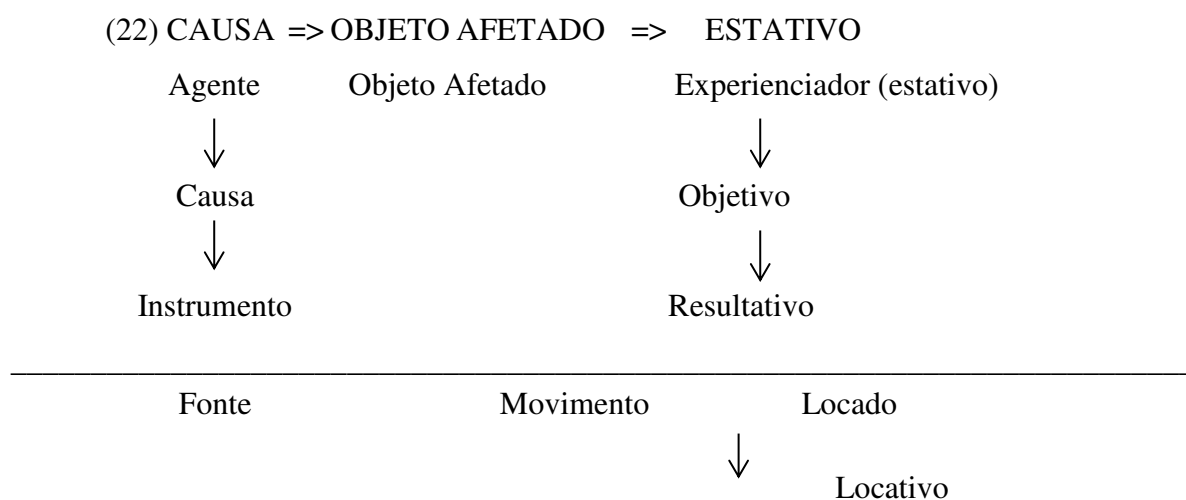 (22) CAUSA => OBJETO AFETADO => ESTATIVO
Agente Objeto Afetado Experienciador (estativo)
Causa Objetivo
Instrumento Resultativo
Fonte Movimento Locado
Locativo